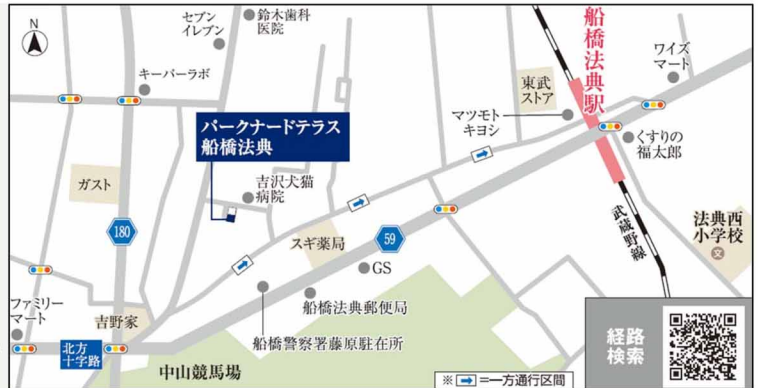 N
セブン
イレブン
鈴木歯科
医院
キーパーラボ
パークナードテラス
船橋法典
吉沢犬猫
病院
ガスト
180
スギ薬局
59
GS
船橋法典郵便局
船橋警察署藤原駐在所
ファミリー
マート
吉野家
北方
十字路
中山競馬場
船橋法典駅
東武
ストア
マツモト
キヨシ
ワイズ
マート
くすりの
福太郎
武蔵野線
法典西
小学校
文
経路
検索
※ =一方通行区間